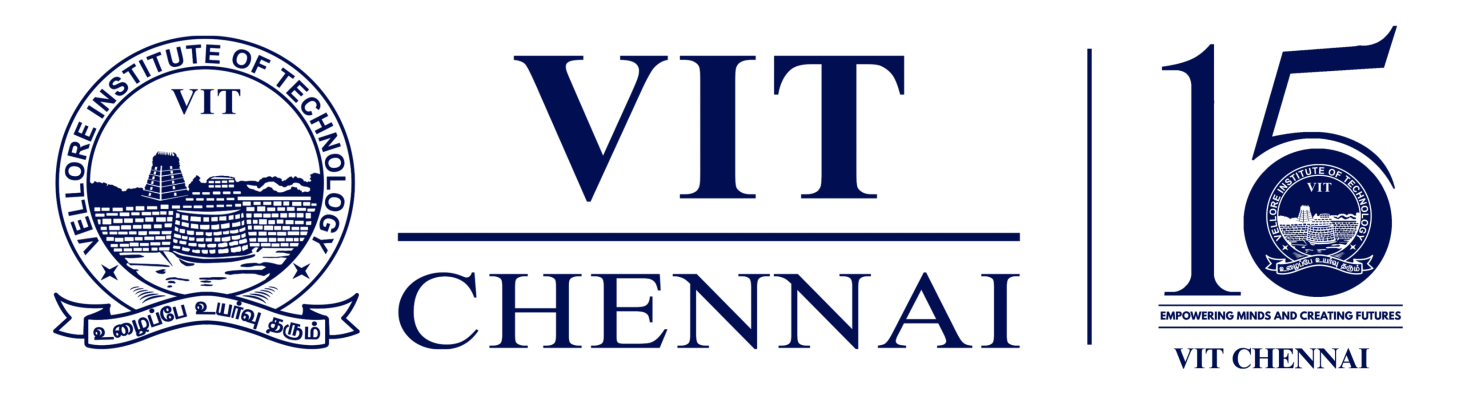 VELLORE INSTITUTE OF TECHNOLOGY
VIT
உழைப்பே உயர்வு தரும்
VIT
CHENNAI
15
VELLORE INSTITUTE OF TECHNOLOGY
VIT
உழைப்பே உயர்வு தரும்
EMPOWERING MINDS AND CREATING FUTURES
VIT CHENNAI